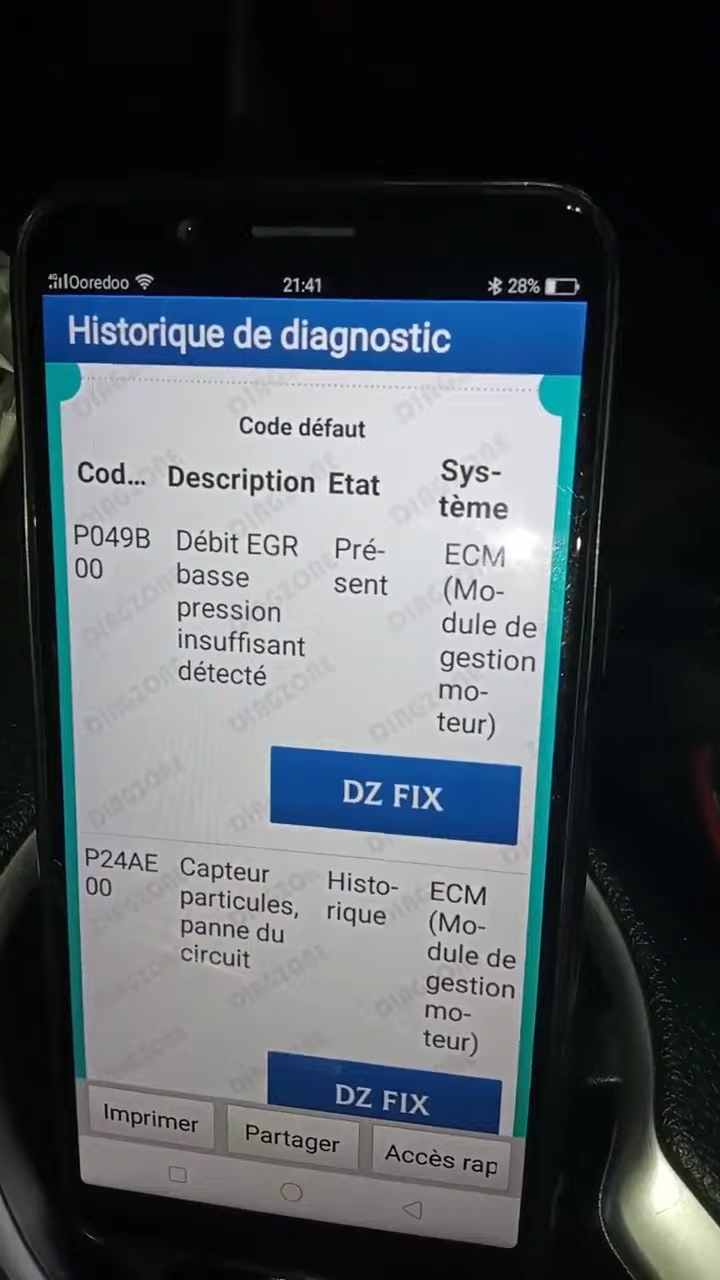 4G Ooredoo 21:41 28%
Historique de diagnostic
Code défaut
Cod... Description Etat Sys-
tème
P049B Débit EGR Pré- ECM
00 basse sent (Mo-
pression dule de
insuffisant gestion
détecté mo-
teur)
DZ FIX
P24AE Capteur Histo- ECM
00 particules, rique (Mo-
panne du dule de
circuit gestion
mo-
teur)
DZ FIX
Imprimer Partager Accès rap
DIAGZONE